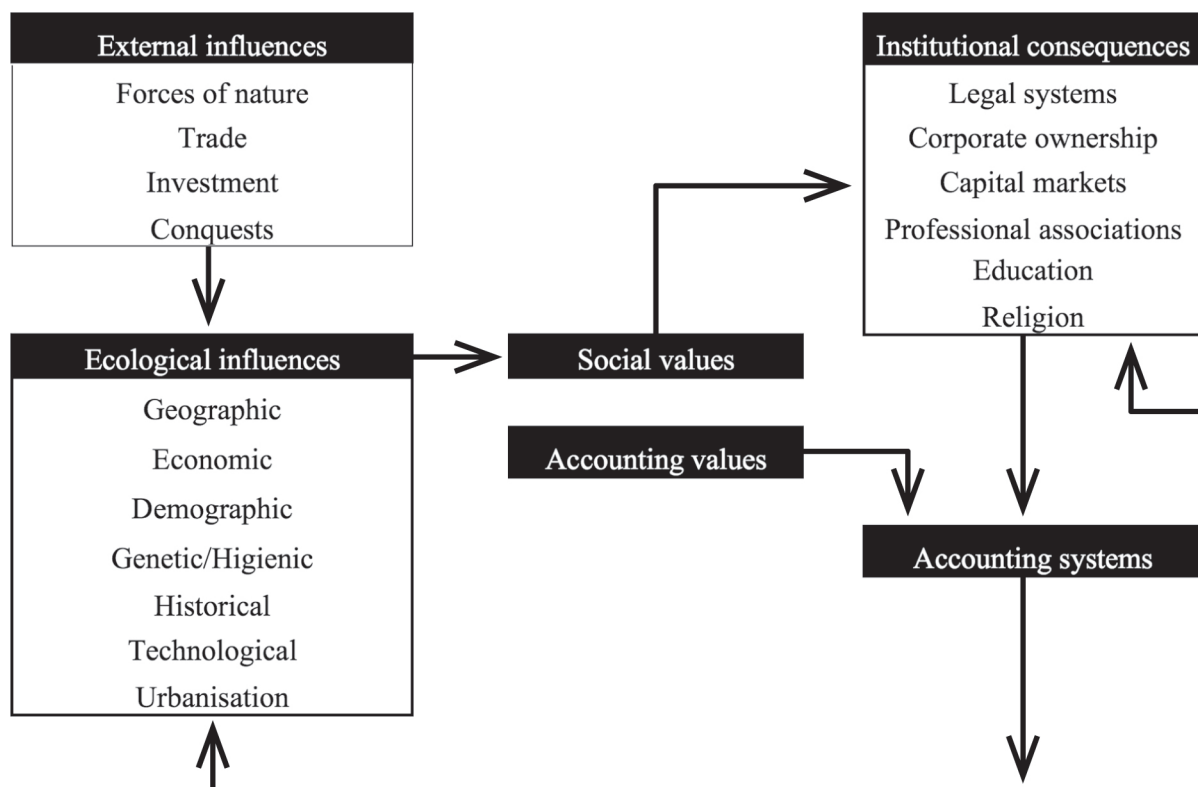 External influences
Forces of nature
Trade
Investment
Conquests
Ecological influences
Geographic
Economic
Demographic
Genetic/Higienic
Historical
Technological
Urbanisation
Social values
Accounting values
Institutional consequences
Legal systems
Corporate ownership
Capital markets
Professional associations
Education
Religion
Accounting systems